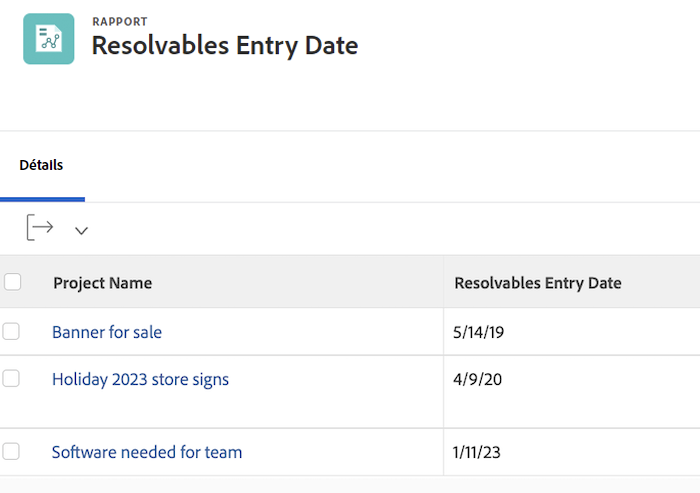 RAPPORT
Resolvables Entry Date
Détails
Project Name Resolvables Entry Date
Banner for sale 5/14/19
Holiday 2023 store signs 4/9/20
Software needed for team 1/11/23